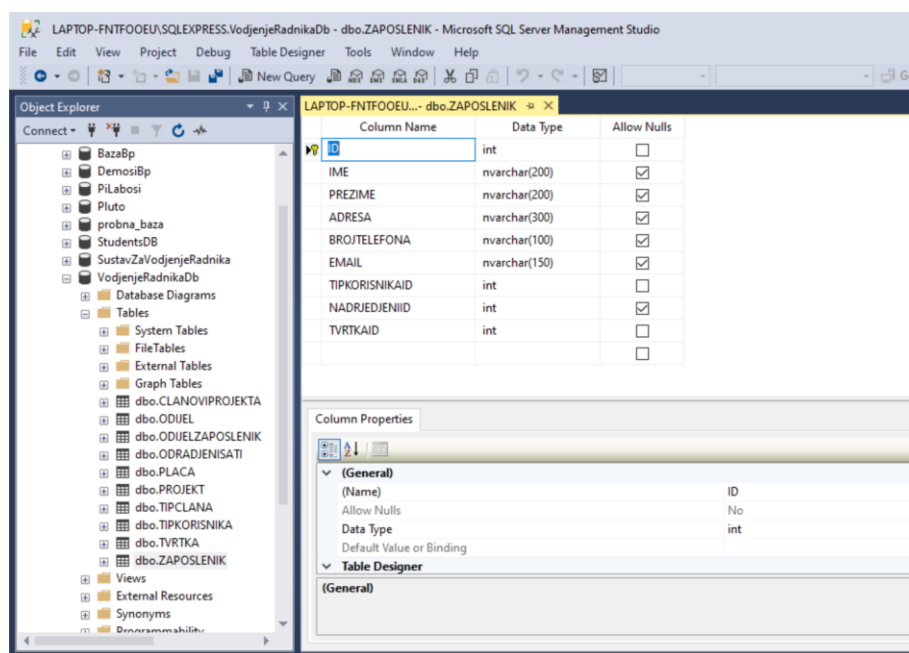 LAPTOP-FNTFOOEU\SQLEXPRESS.VodjenjeRadnikaDb - dbo.ZAPOSLENIK - Microsoft SQL Server Management Studio
File Edit View Project Debug Table Designer Tools Window Help
New Query
Object Explorer
Connect
BazaBp
DemosiBp
PiLabosi
Pluto
probna_baza
StudentsDB
SustavZaVodjenjeRadnika
VodjenjeRadnikaDb
Database Diagrams
Tables
System Tables
FileTables
External Tables
Graph Tables
dbo.CLANOVIPROJEKTA
dbo.ODIJEL
dbo.ODIJELZAPOSLENIK
dbo.ODRADJENISATI
dbo.PLACA
dbo.PROJEKT
dbo.TIPCLANA
dbo.TIPKORISNIKA
dbo.TVRTKA
dbo.ZAPOSLENIK
Views
External Resources
Synonyms
Programmability
LAPTOP-FNTFOOEU...- dbo.ZAPOSLENIK
Column Name Data Type Allow Nulls
ID int
IME nvarchar(200)
PREZIME nvarchar(200)
ADRESA nvarchar(300)
BROJTELEFONA nvarchar(100)
EMAIL nvarchar(150)
TIPKORISNIKAID int
NADRJEDJENIID int
TVRTKAID int
Column Properties
(General)
(Name) ID
Allow Nulls No
Data Type int
Default Value or Binding
Table Designer
(General)